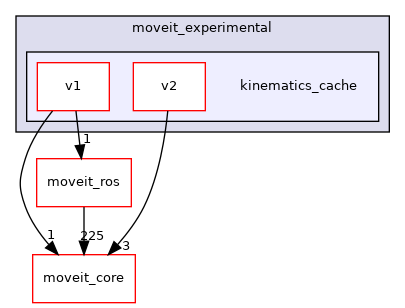 moveit_experimental
v1
v2
kinematics_cache
1
moveit_ros
1
225
3
moveit_core